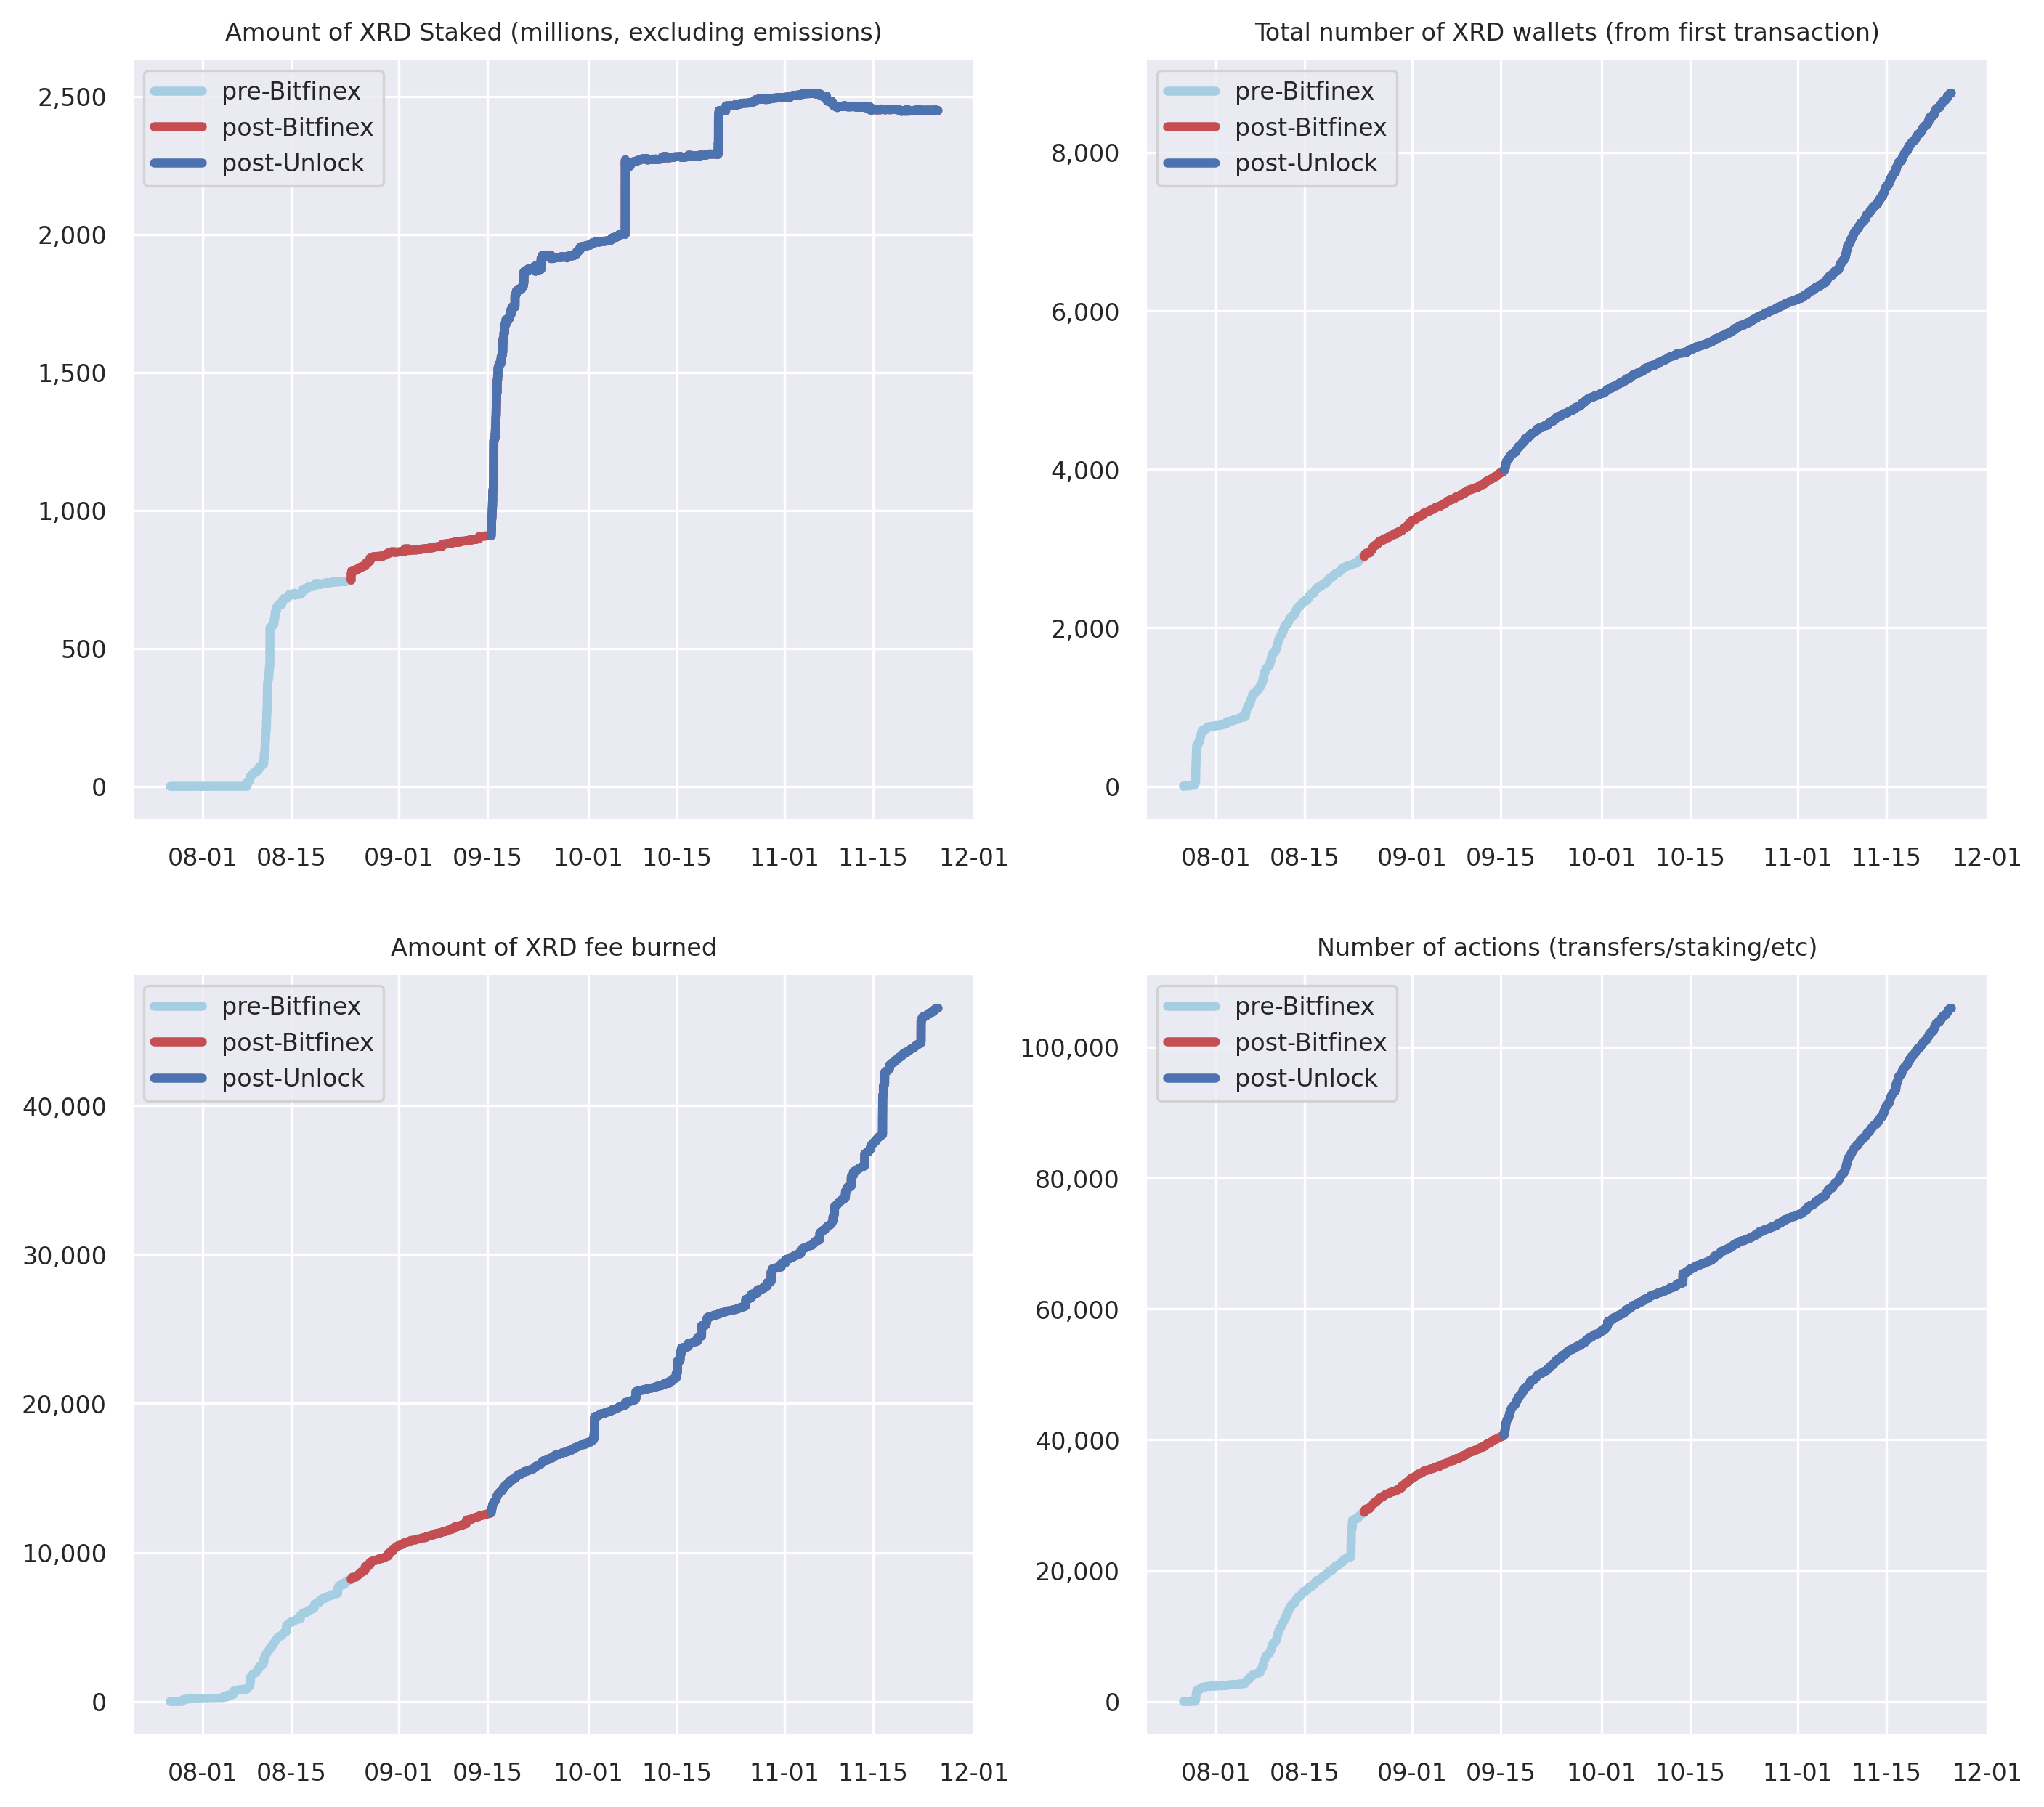 Amount of XRD Staked (millions, excluding emissions)
pre-Bitfinex
post-Bitfinex
post-Unlock
2,500
2,000
1,500
1,000
500
0
08-01 08-15 09-01 09-15 10-01 10-15 11-01 11-15 12-01
Total number of XRD wallets (from first transaction)
pre-Bitfinex
post-Bitfinex
post-Unlock
8,000
6,000
4,000
2,000
0
08-01 08-15 09-01 09-15 10-01 10-15 11-01 11-15 12-01
Amount of XRD fee burned
pre-Bitfinex
post-Bitfinex
post-Unlock
40,000
30,000
20,000
10,000
0
08-01 08-15 09-01 09-15 10-01 10-15 11-01 11-15 12-01
Number of actions (transfers/staking/etc)
pre-Bitfinex
post-Bitfinex
post-Unlock
100,000
80,000
60,000
40,000
20,000
0
08-01 08-15 09-01 09-15 10-01 10-15 11-01 11-15 12-01